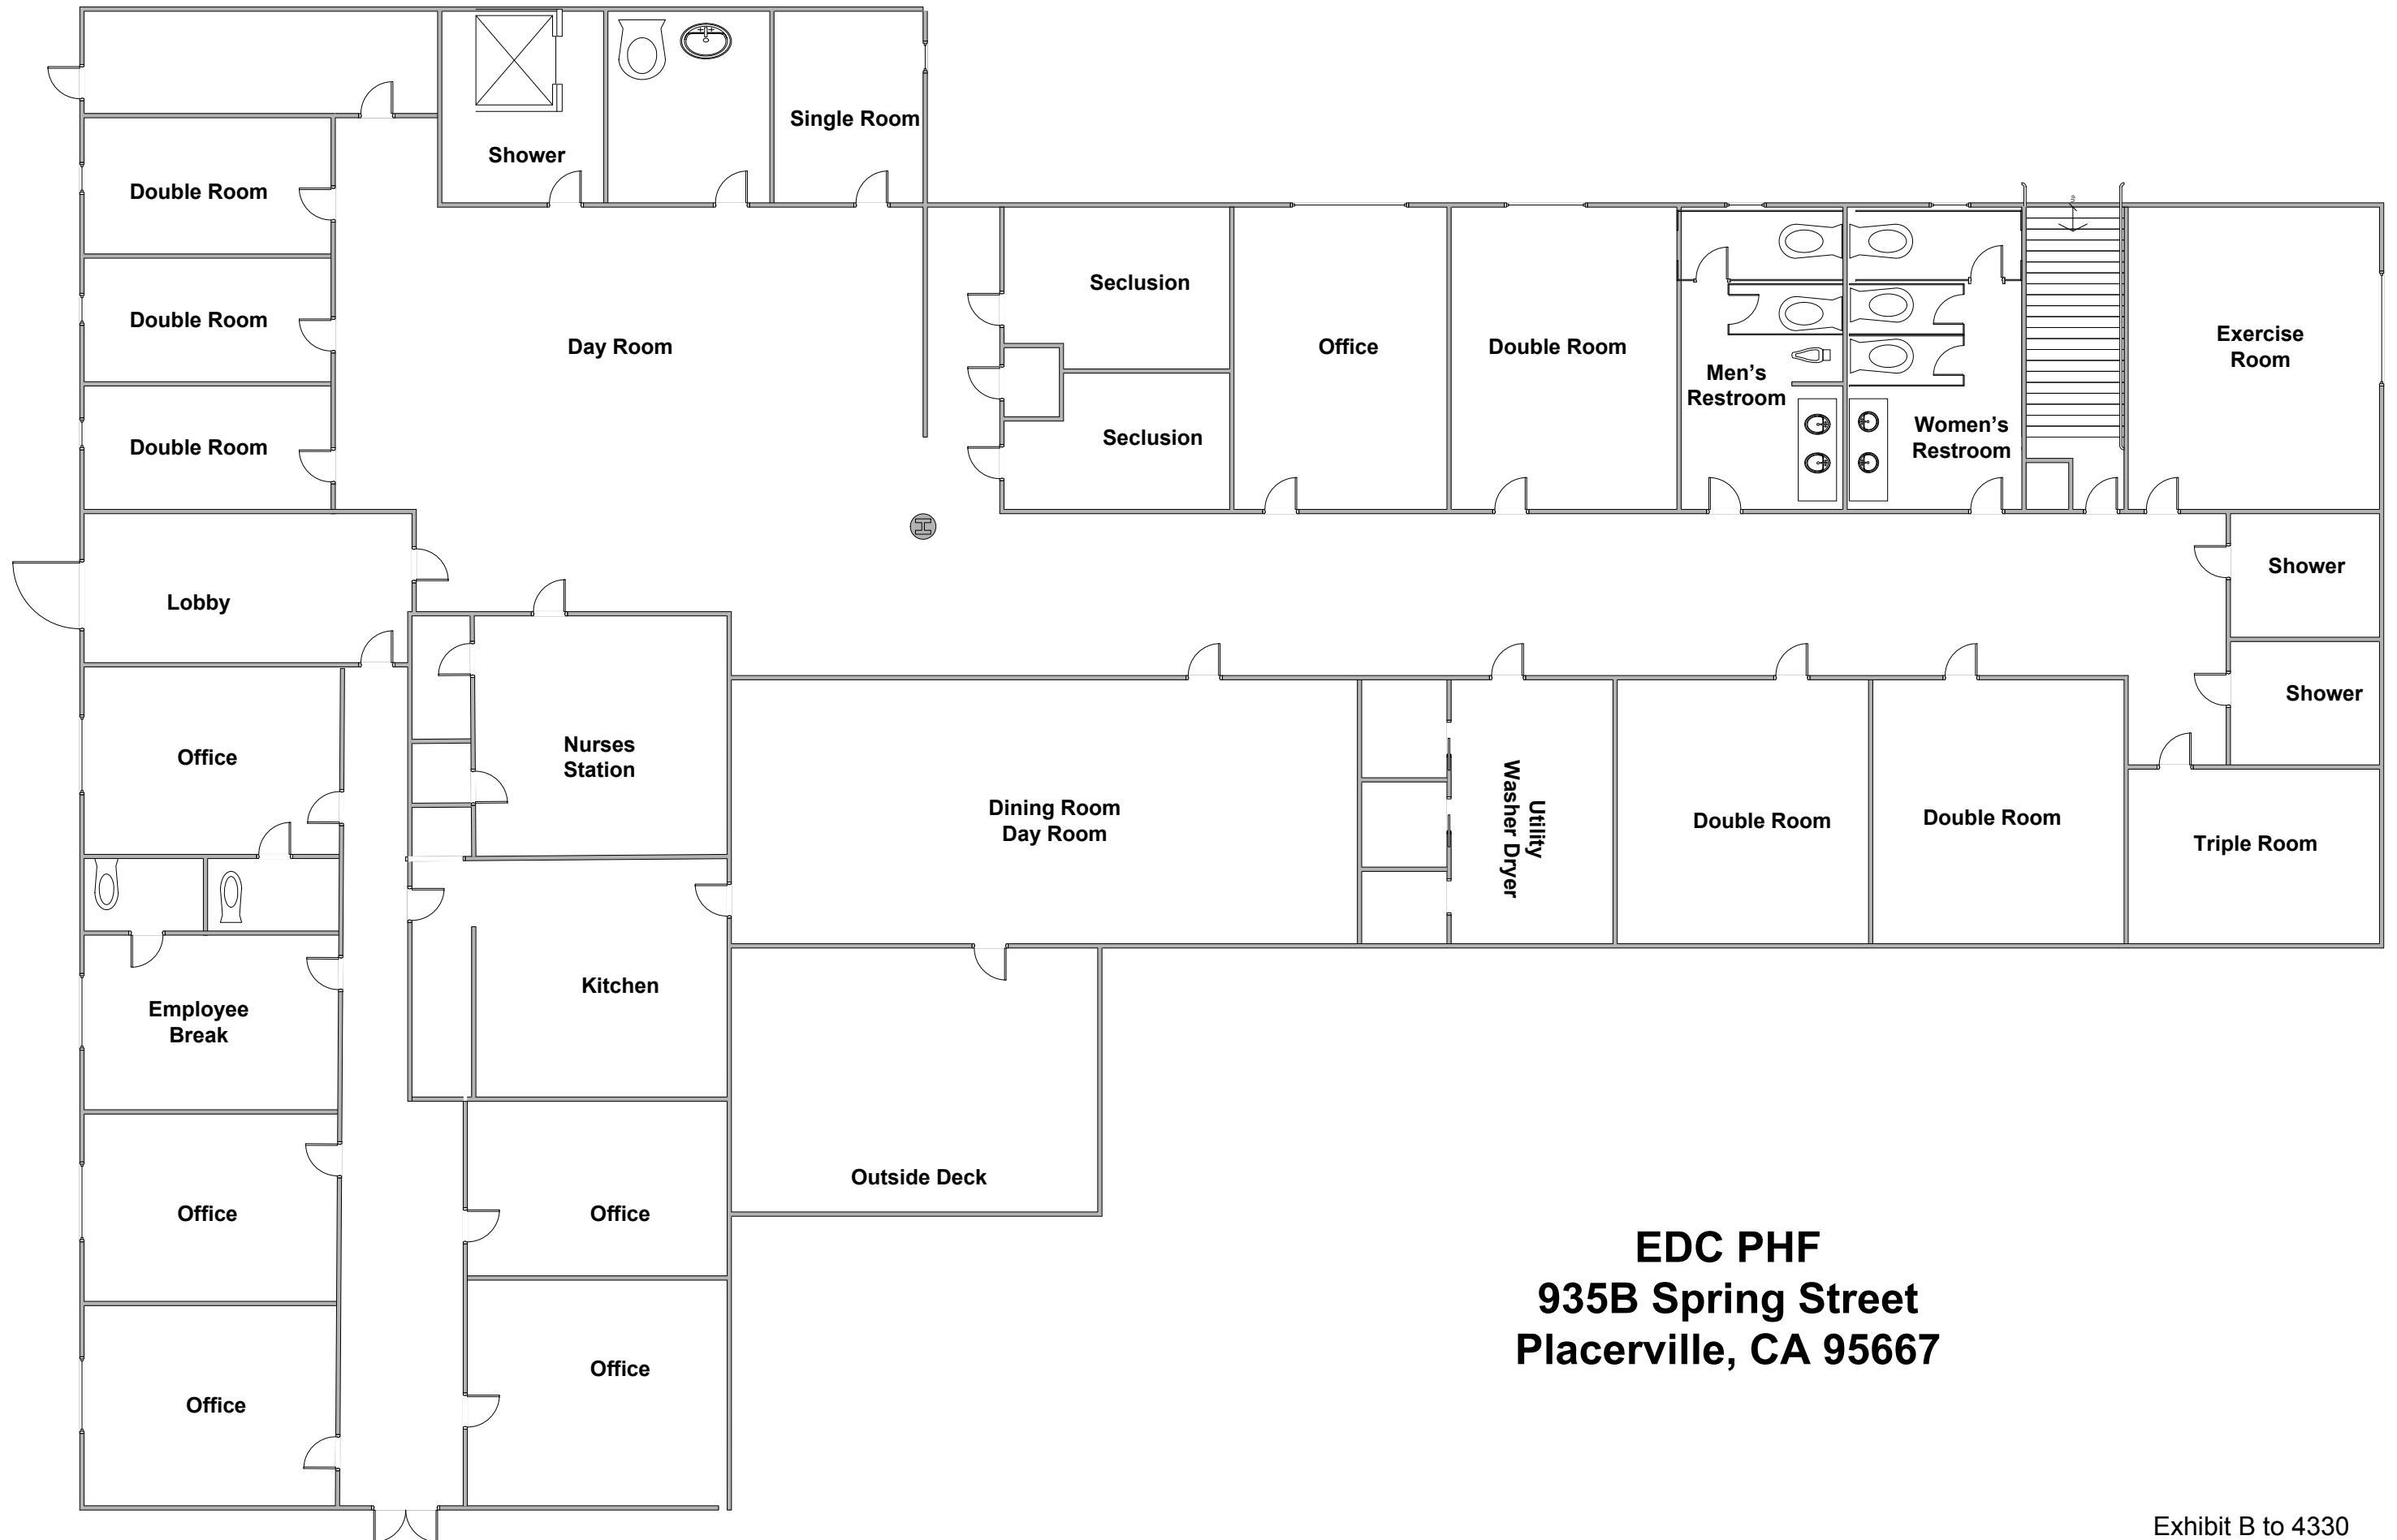 Single Room
Shower
Double Room
Double Room
Double Room
Day Room
Seclusion
Seclusion
Office
Double Room
Men's
Restroom
Women's
Restroom
Exercise
Room
Lobby
Shower
Shower
Office
Nurses
Station
Dining Room
Day Room
Utility
Washer Dryer
Double Room
Double Room
Triple Room
Employee
Break
Kitchen
Outside Deck
Office
Office
Office
Office
EDC PHF
935B Spring Street
Placerville, CA 95667
Exhibit B to 4330